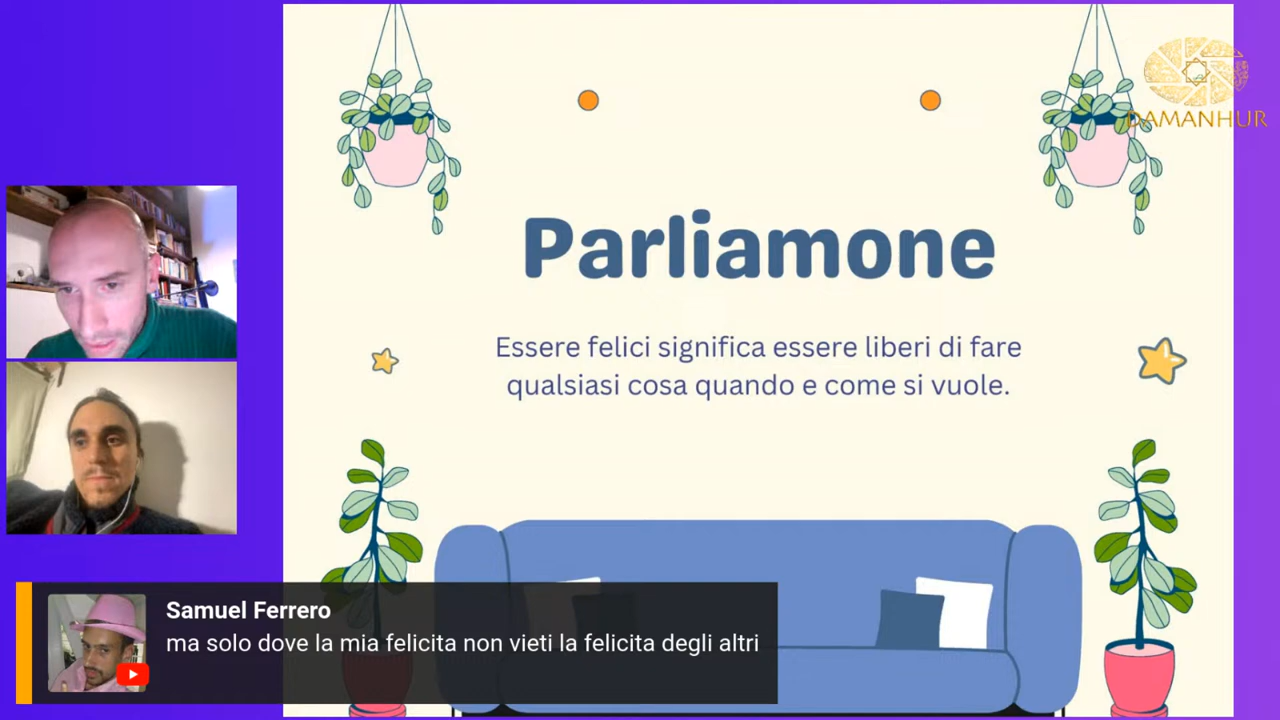 DAMANHUR
Parliamone
Essere felici significa essere liberi di fare
qualsiasi cosa quando e come si vuole.
Samuel Ferrero
ma solo dove la mia felicita non vieti la felicita degli altri